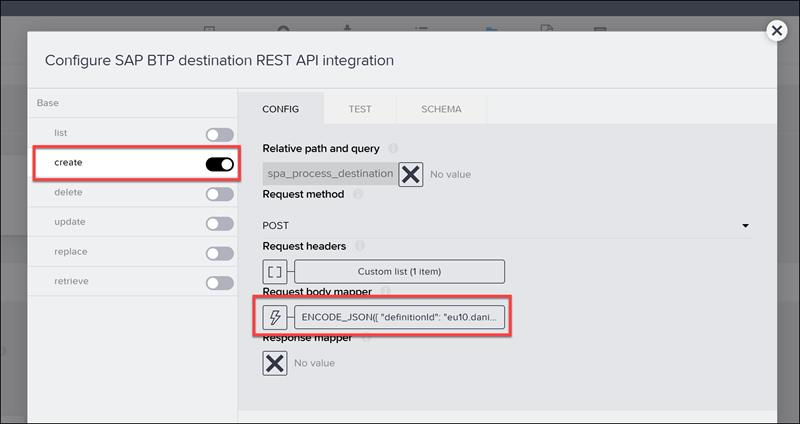 Configure SAP BTP destination REST API integration
Base
list
create
delete
update
replace
retrieve
CONFIG
TEST
SCHEMA
Relative path and query
spa_process_destination
No value
Request method
POST
Request headers
Custom list (1 item)
Request body mapper
ENCODE_JSON({ "definitionId": "eu10.dani...
Response mapper
No value